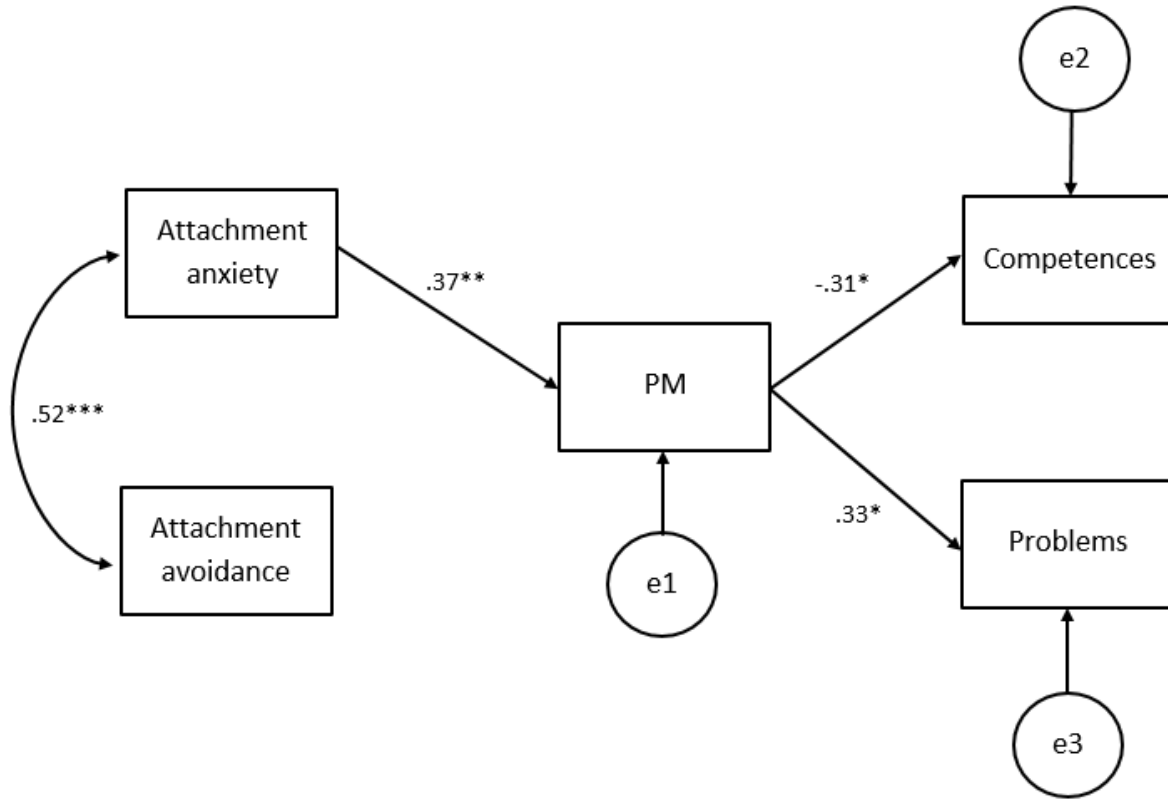 e2
Attachment
anxiety
Competences
.37**
-.31*
PM
.52***
.33*
Attachment
avoidance
Problems
e1
e3